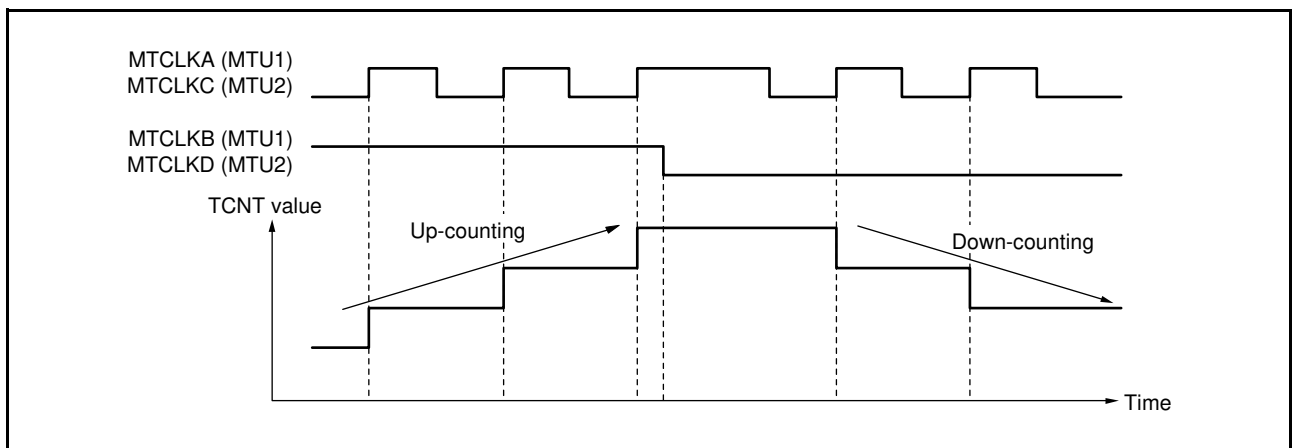 MTCLKA (MTU1)
MTCLKC (MTU2)
MTCLKB (MTU1)
MTCLKD (MTU2)
TCNT value
Up-counting
Down-counting
Time